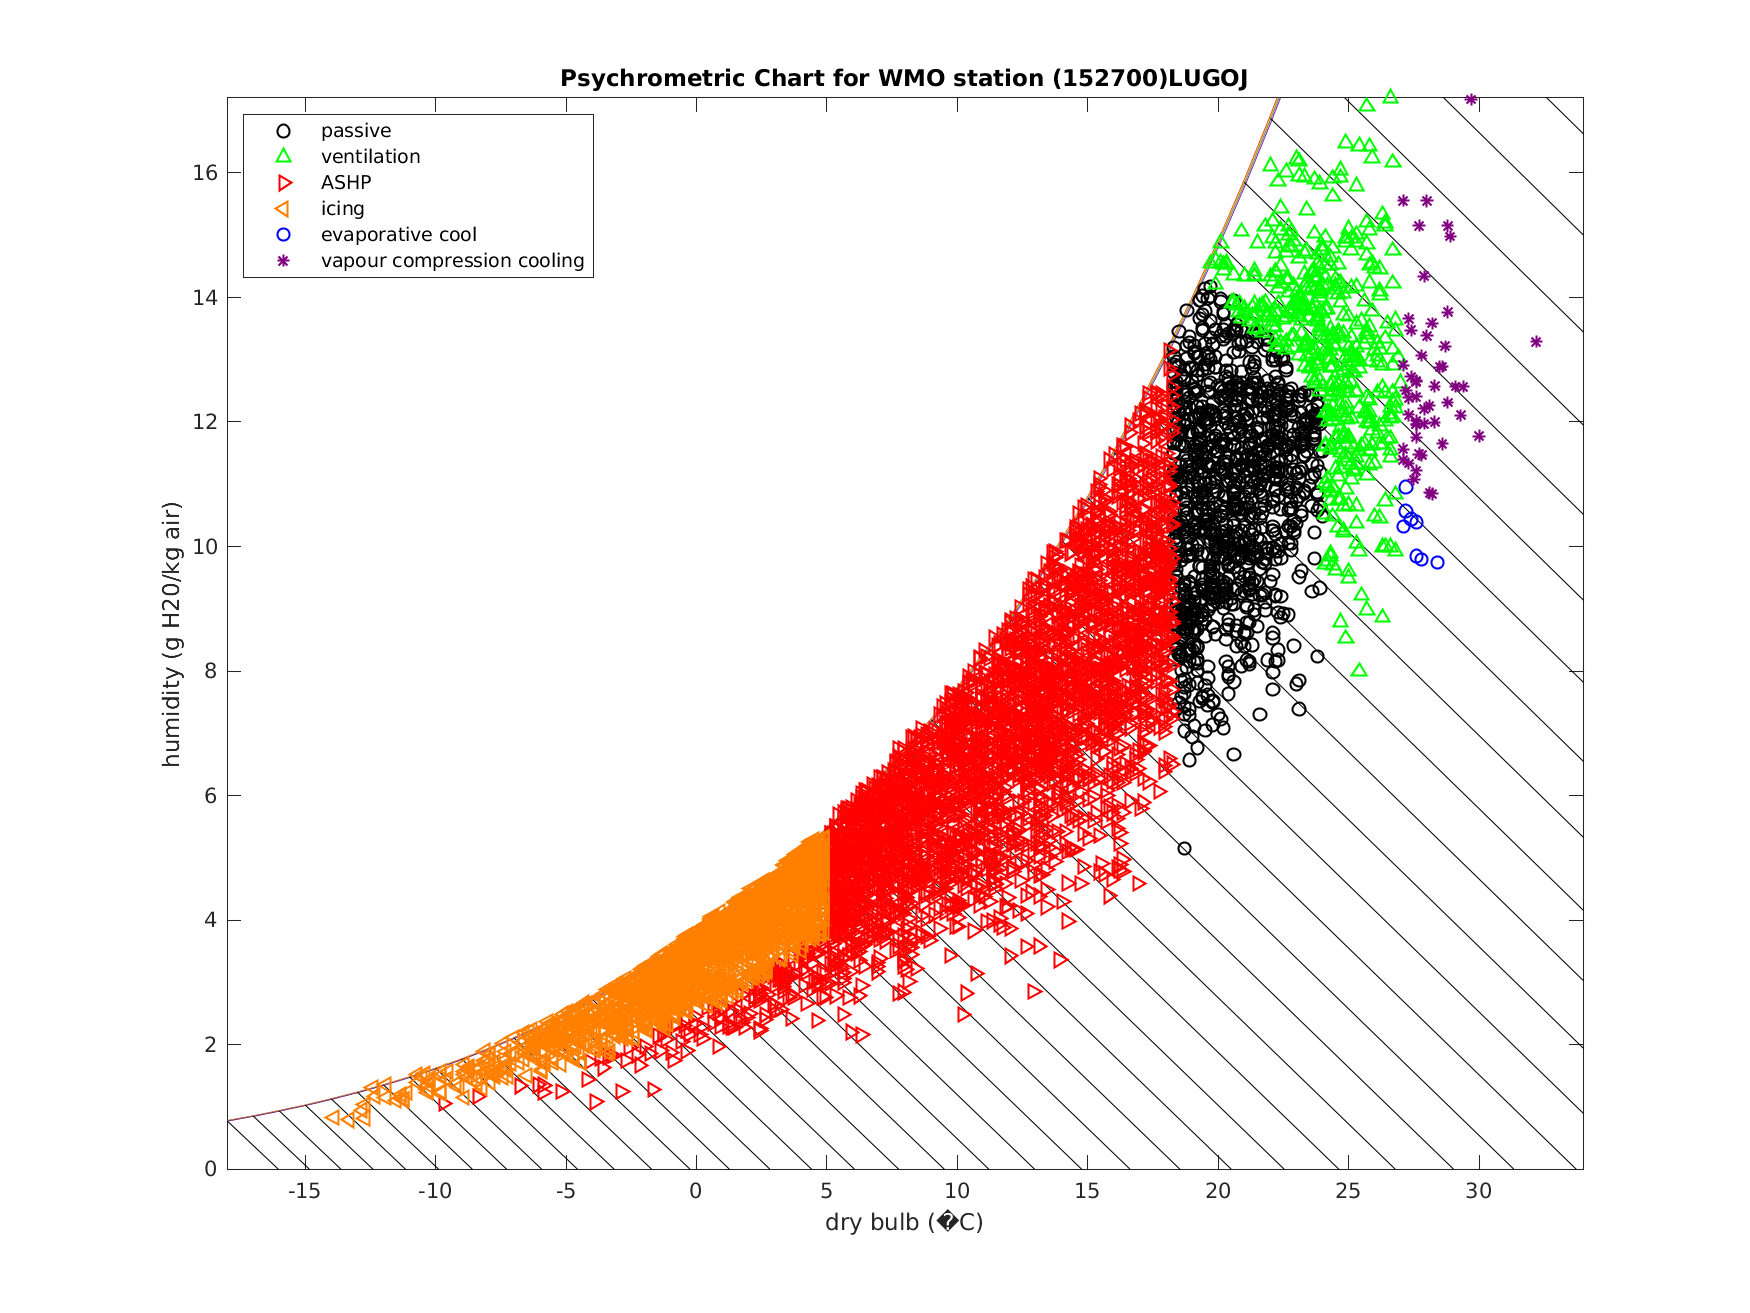 Psychrometric Chart for WMO station (152700)LUGOJ
passive
ventilation
ASHP
icing
evaporative cool
vapour compression cooling
16
14
12
10
8
6
4
2
0
humidity (g H20/kg air)
-15 -10 -5 0 5 10 15 20 25 30
dry bulb (�C)